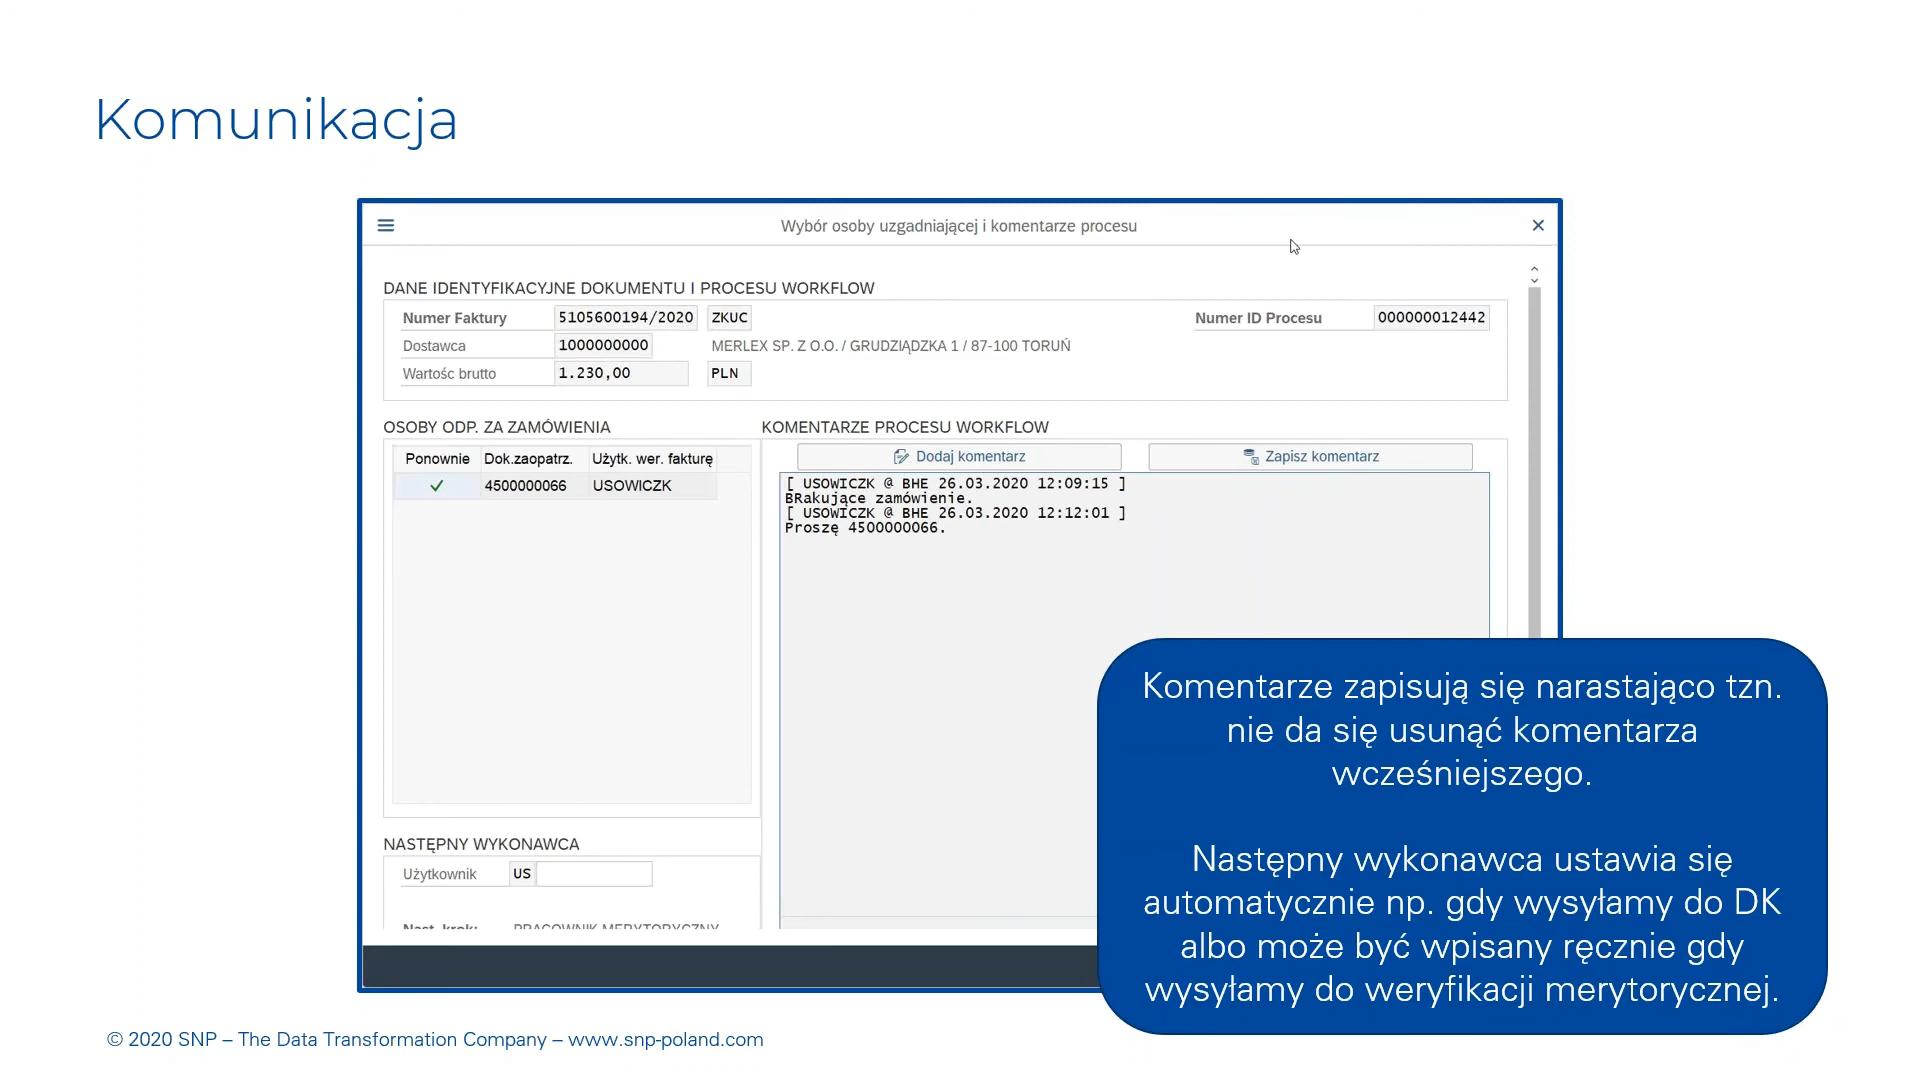 Komunikacja
Wybór osoby uzgadniającej i komentarze procesu
DANE IDENTYFIKACYJNE DOKUMENTU I PROCESU WORKFLOW
Numer Faktury 5105600194/2020 ZKUC Numer ID Procesu 000000012442
Dostawca 1000000000 MERLEX SP. Z O.O. / GRUDZIĄDZKA 1 / 87-100 TORUŃ
Wartośc brutto 1.230,00 PLN
OSOBY ODP. ZA ZAMÓWIENIA
Ponownie Dok.zaopatrz. Użytk. wer. fakturę
4500000066 USOWICZK
KOMENTARZE PROCESU WORKFLOW
Dodaj komentarz Zapisz komentarz
[ USOWICZK @ BHE 26.03.2020 12:09:15 ]
BRakujące zamówienie.
[ USOWICZK @ BHE 26.03.2020 12:12:01 ]
Proszę 4500000066.
NASTĘPNY WYKONAWCA
Użytkownik US
Nast. krok: PRACOWNIK MERYTORYCZNY
Komentarze zapisują się narastająco tzn.
nie da się usunąć komentarza
wcześniejszego.
Następny wykonawca ustawia się
automatycznie np. gdy wysyłamy do DK
albo może być wpisany ręcznie gdy
wysyłamy do weryfikacji merytorycznej.
© 2020 SNP – The Data Transformation Company – www.snp-poland.com